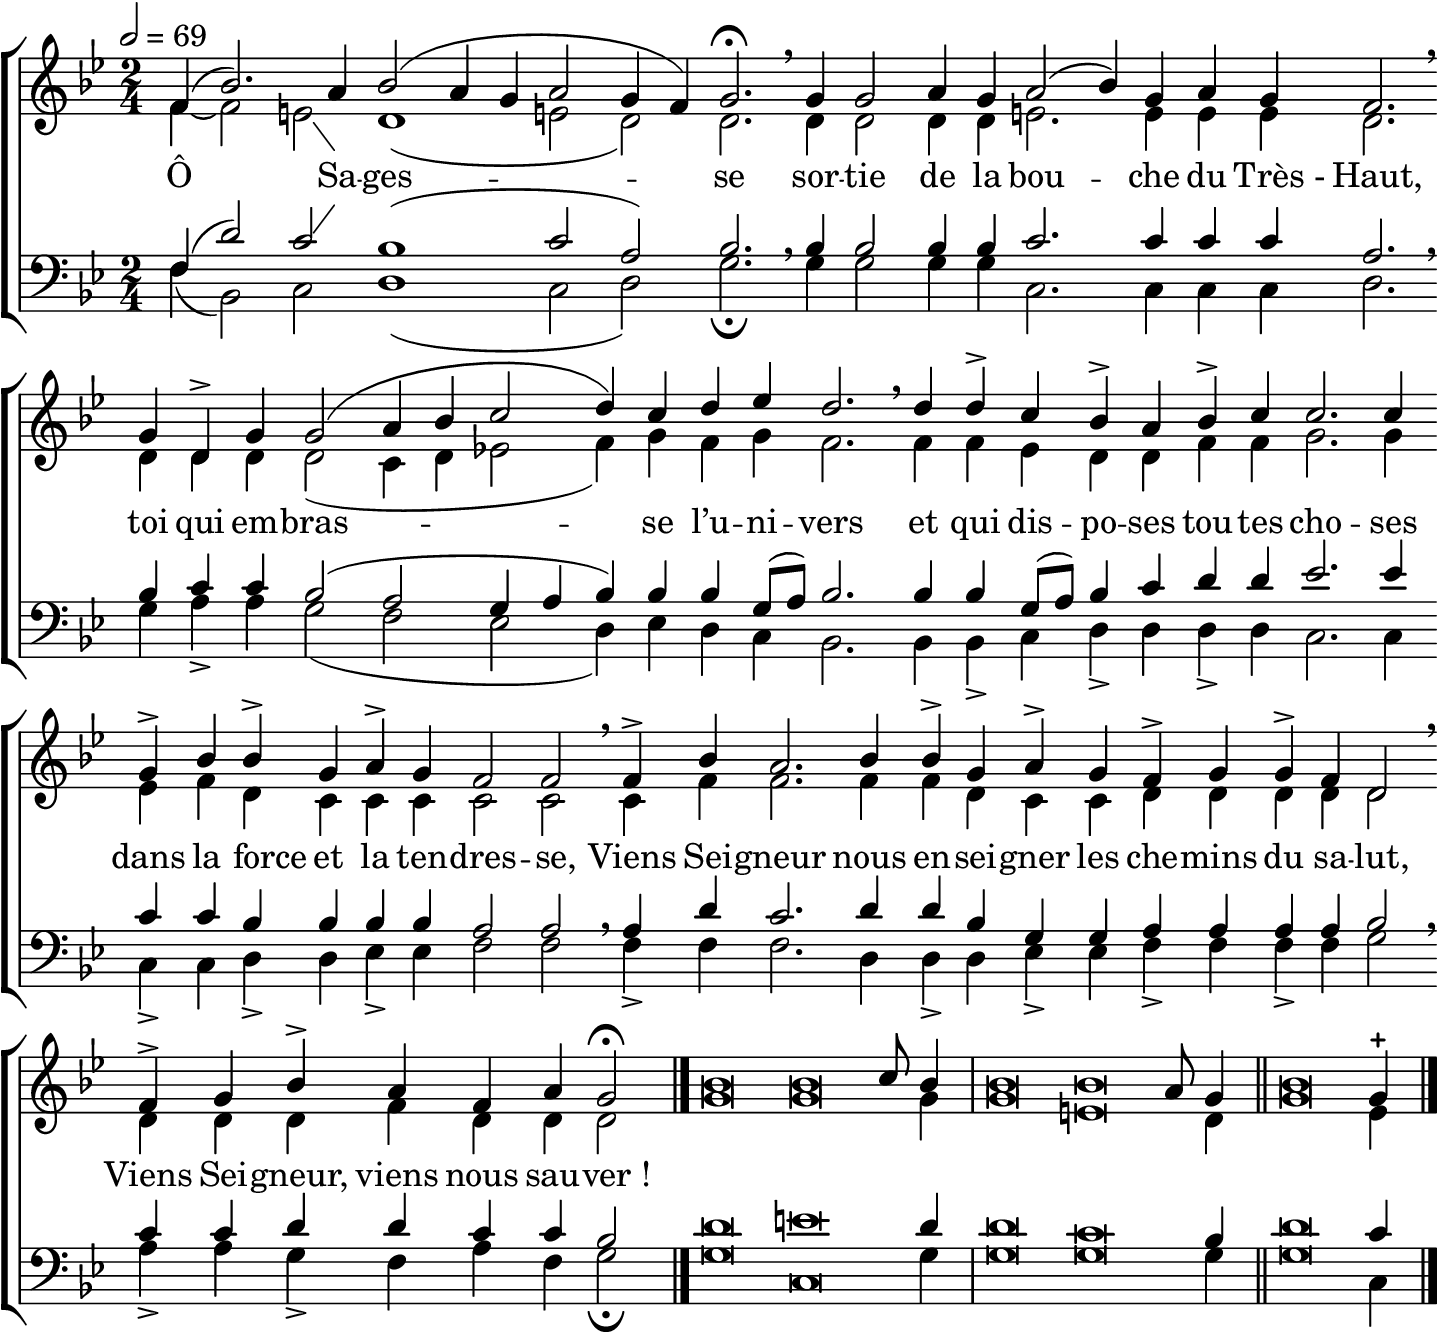 = 69
Ô Sa - ges - - - se sor - tie de la bou - che du Très - Haut,
toi qui em bras - - - se l’u - ni - vers et qui dis - po - ses tou tes cho - ses
dans la force et la ten dres - se, Viens Sei gneur nous en sei gner les che mins du sa - lut,
Viens Sei gneur, viens nous sau ver !